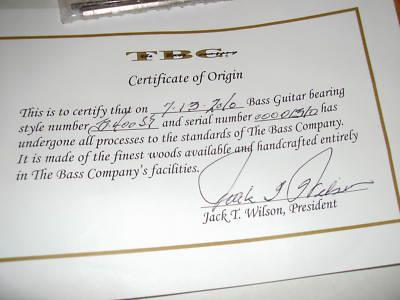 TBC
Certificate of Origin
This is to certify that on 7-13-2010 Bass Guitar bearing
style number and serial number has
undergone all processes to the standards of The Bass Company.
It is made of the finest woods available and handcrafted entirely
in The Bass Company's facilities.
Jack T. Wilson
Jack T. Wilson, President